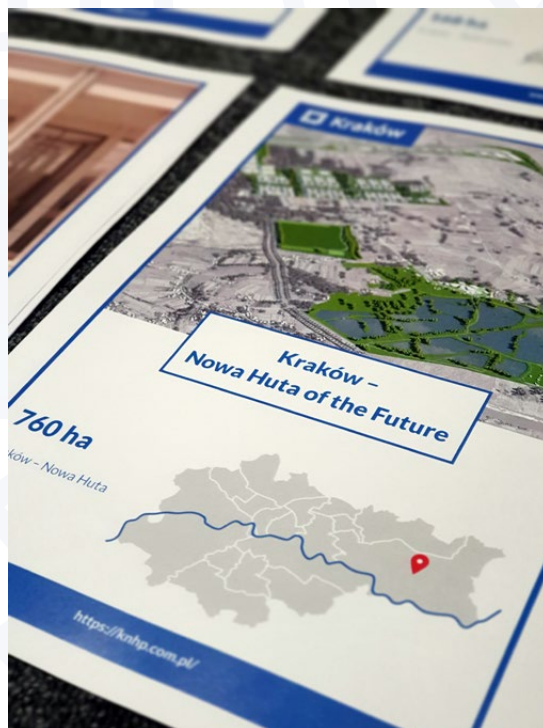 Kraków
Kraków –
Nowa Huta of the Future
760 ha
ków – Nowa Huta
https://knhp.com.pl/